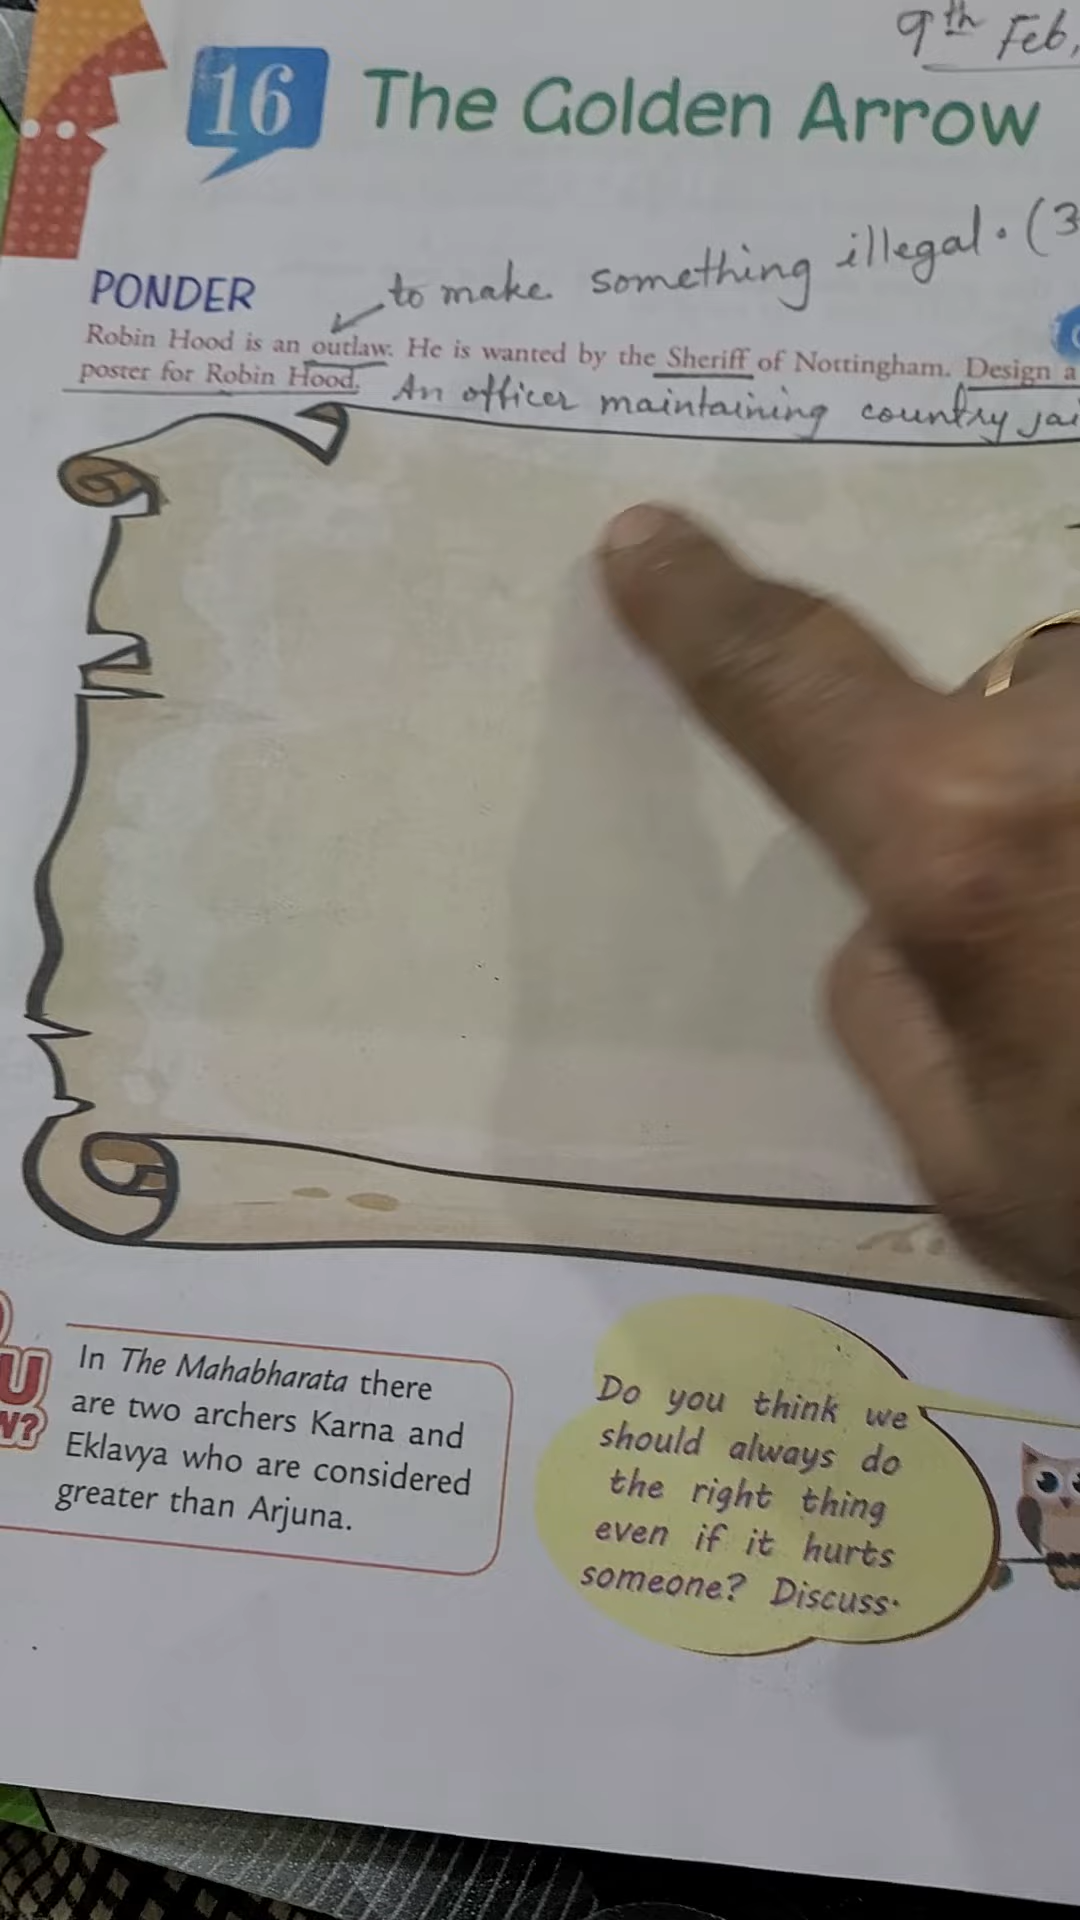 9th Feb,
16 The Golden Arrow
to make something illegal. (3
PONDER
Robin Hood is an outlaw. He is wanted by the Sheriff of Nottingham. Design a
poster for Robin Hood.
An officer maintaining country jai
U
W?
In The Mahabharata there
are two archers Karna and
Eklavya who are considered
greater than Arjuna.
Do you think we
should always do
the right thing
even if it hurts
someone? Discuss.